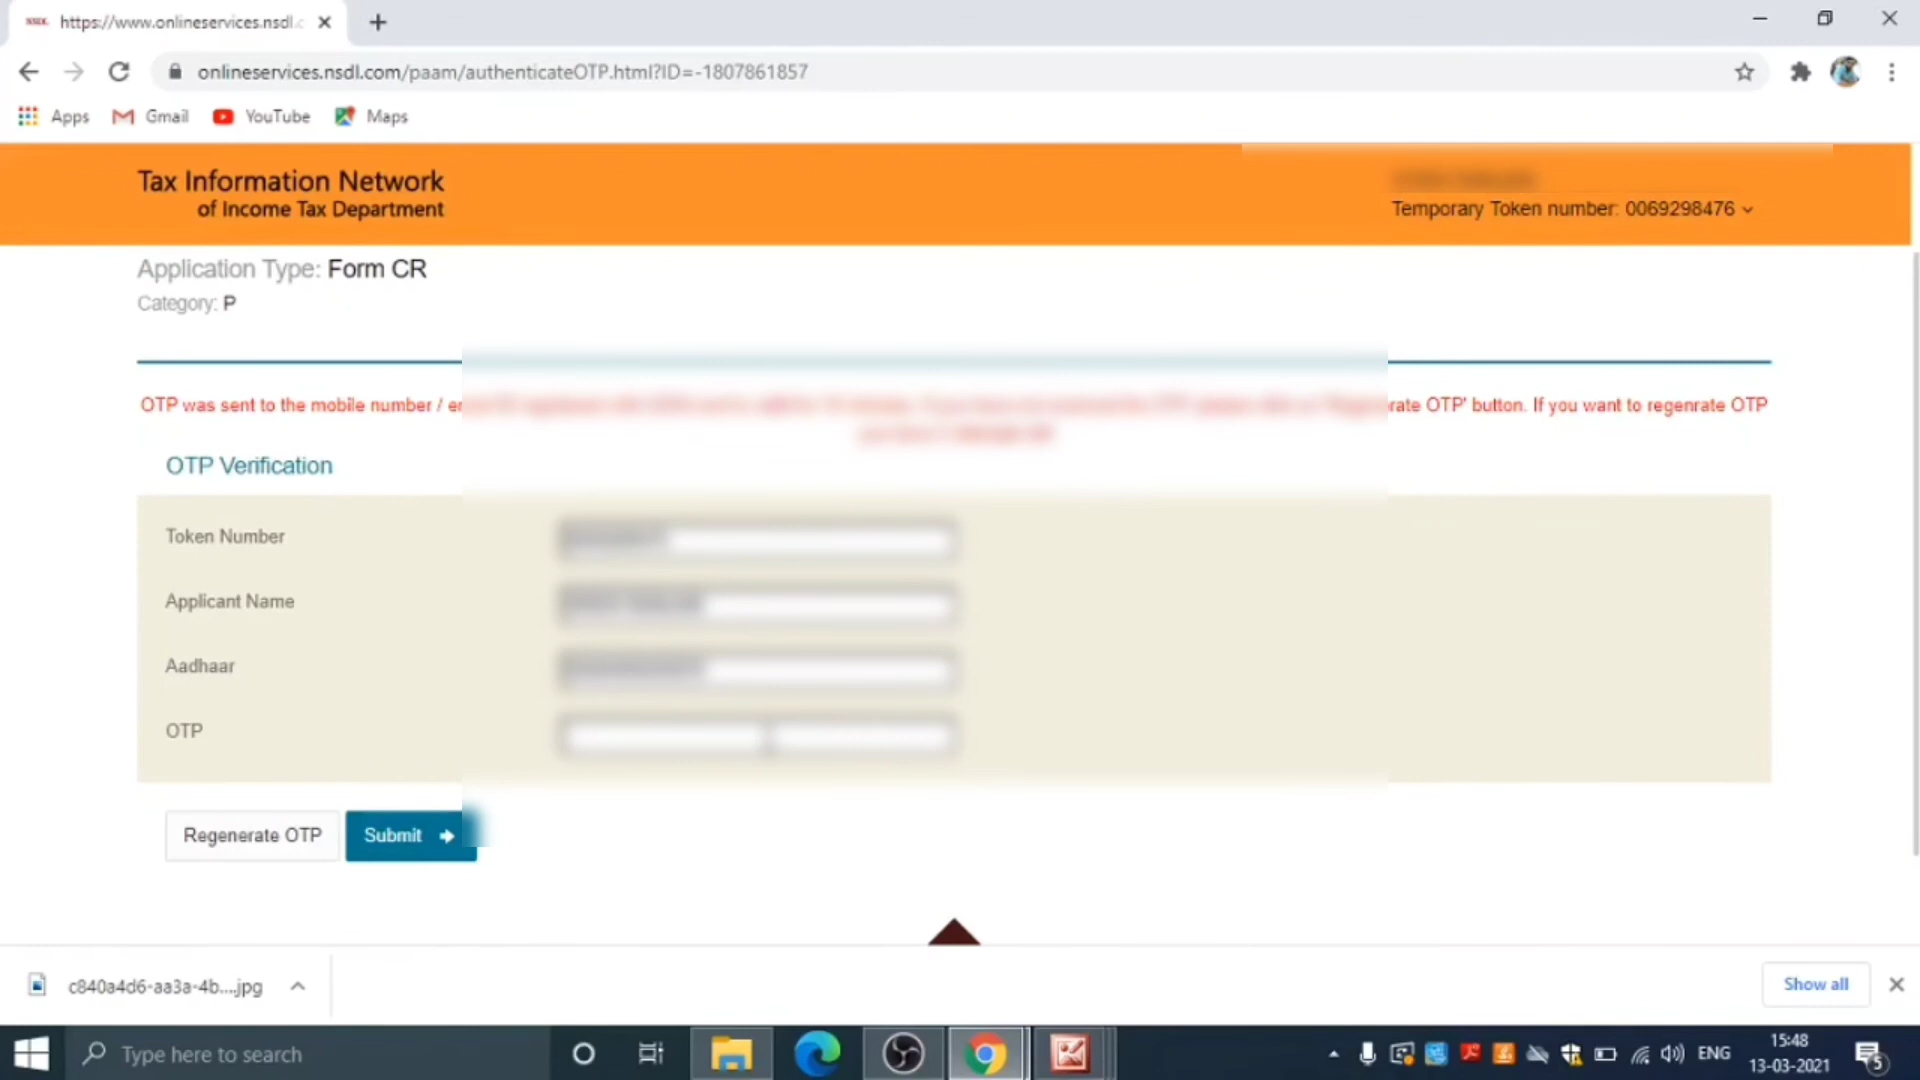 https://www.onlineservices.nsdl.c
onlineservices.nsdl.com/paam/authenticateOTP.html?ID=-1807861857
Apps Gmail YouTube Maps
Tax Information Network
of Income Tax Department
Temporary Token number: 0069298476
Application Type: Form CR
Category: P
OTP was sent to the mobile number / rate OTP' button. If you want to regenrate OTP
OTP Verification
Token Number
Applicant Name
Aadhaar
OTP
Regenerate OTP Submit
c840a4d6-aa3a-4b....jpg Show all
Type here to search ENG 15:48
13-03-2021 5